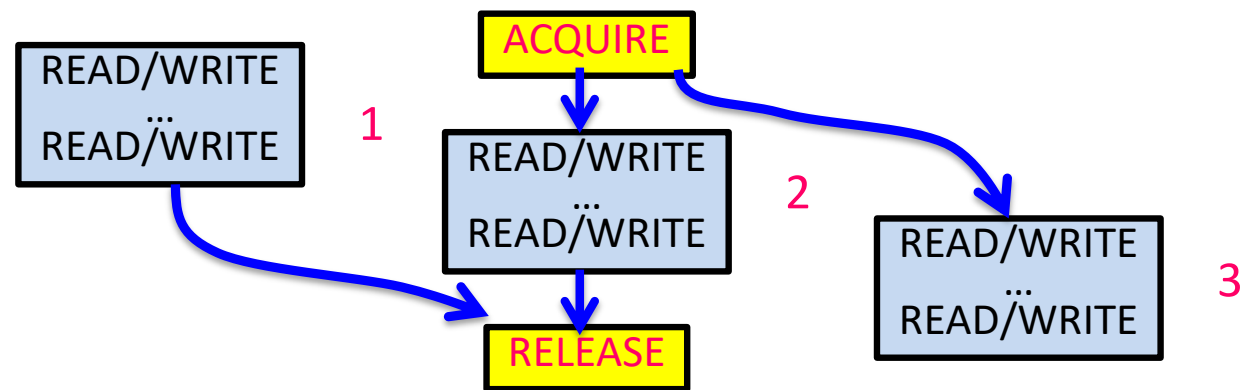 READ/WRITE
...
READ/WRITE
1
ACQUIRE
READ/WRITE
...
READ/WRITE
2
RELEASE
READ/WRITE
...
READ/WRITE
3